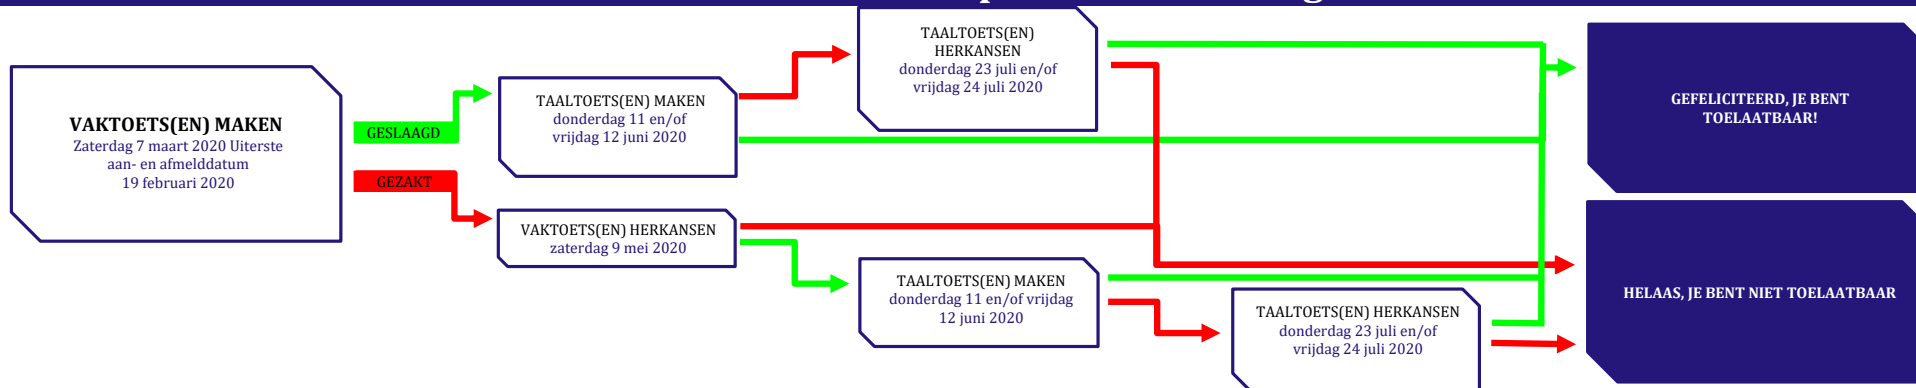 VAKTOETS(EN) MAKEN
Zaterdag 7 maart 2020 Uiterste
aan- en afmelddatum
19 februari 2020
GESLAAGD
GEZAKT
TAALTOETS(EN) MAKEN
donderdag 11 en/of
vrijdag 12 juni 2020
VAKTOETS(EN) HERKANSEN
zaterdag 9 mei 2020
TAALTOETS(EN)
HERKANSEN
donderdag 23 juli en/of
vrijdag 24 juli 2020
TAALTOETS(EN) MAKEN
donderdag 11 en/of vrijdag
12 juni 2020
TAALTOETS(EN) HERKANSEN
donderdag 23 juli en/of
vrijdag 24 juli 2020
GEFELICITEERD, JE BENT
TOELAATBAAR!
HELAAS, JE BENT NIET TOELAATBAAR